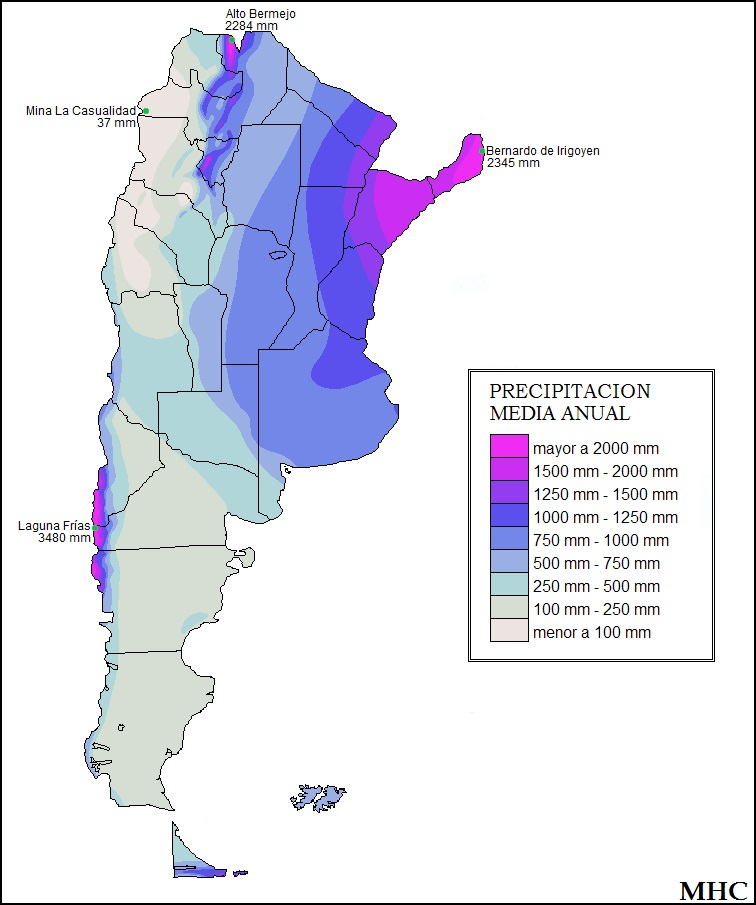 Alto Bermejo
2284 mm
Mina La Casualidad
37 mm
Bernardo de Irigoyen
2345 mm
PRECIPITACION
MEDIA ANUAL
mayor a 2000 mm
1500 mm - 2000 mm
1250 mm - 1500 mm
1000 mm - 1250 mm
750 mm - 1000 mm
500 mm - 750 mm
250 mm - 500 mm
100 mm - 250 mm
menor a 100 mm
Laguna Frías
3480 mm
MHC